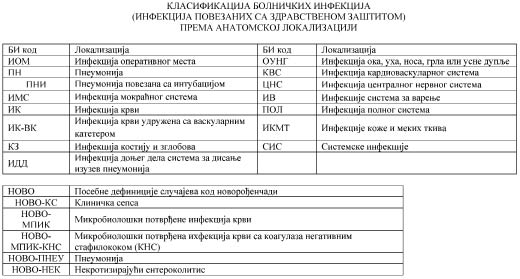 КЛАСИФИКАЦИЈА БОЛНИЧКИХ ИНФЕКЦИЈА
(ИНФЕКЦИЈА ПОВЕЗАНИХ СА ЗДРАВСТВЕНОМ ЗАШТИТОМ)
ПРЕМА АНАТОМСКОЈ ЛОКАЛИЗАЦИЈИ
БИ код Локализација БИ код Локализација
ИОМ Инфекција оперативног места ОУНГ Инфекција ока, уха, носа, грла или усне дупље
ПН Пнеумонија КВС Инфекција кардиоваскуларног система
ПНИ Пнеумонија повезана са интубацијом ЦНС Инфекција централног нервног система
ИМС Инфекција мокраћног система ИВ Инфекције система за варење
ИК Инфекција крви ПОЛ Инфекција полног система
ИК-ВК Инфекција крви удружена са васкуларним катетером ИКМТ Инфекције коже и меких ткива
КЗ Инфекција костију и зглобова СИС Системске инфекције
ИДД Инфекција доњег дела система за дисање изузев пнеумонија
НОВО Посебне дефиниције случајева код новорођенчади
НОВО-КС Клиничка сепса
НОВО-МПИК Микробиолошки потврђене инфекција крви
НОВО-МПИК-КНС Микробиолошки потврђена ихфекција крви са коагулаза негативним стафилококом (КНС)
НОВО-ПНЕУ Пнеумонија
НОВО-НЕК Некротизирајући ентероколитис